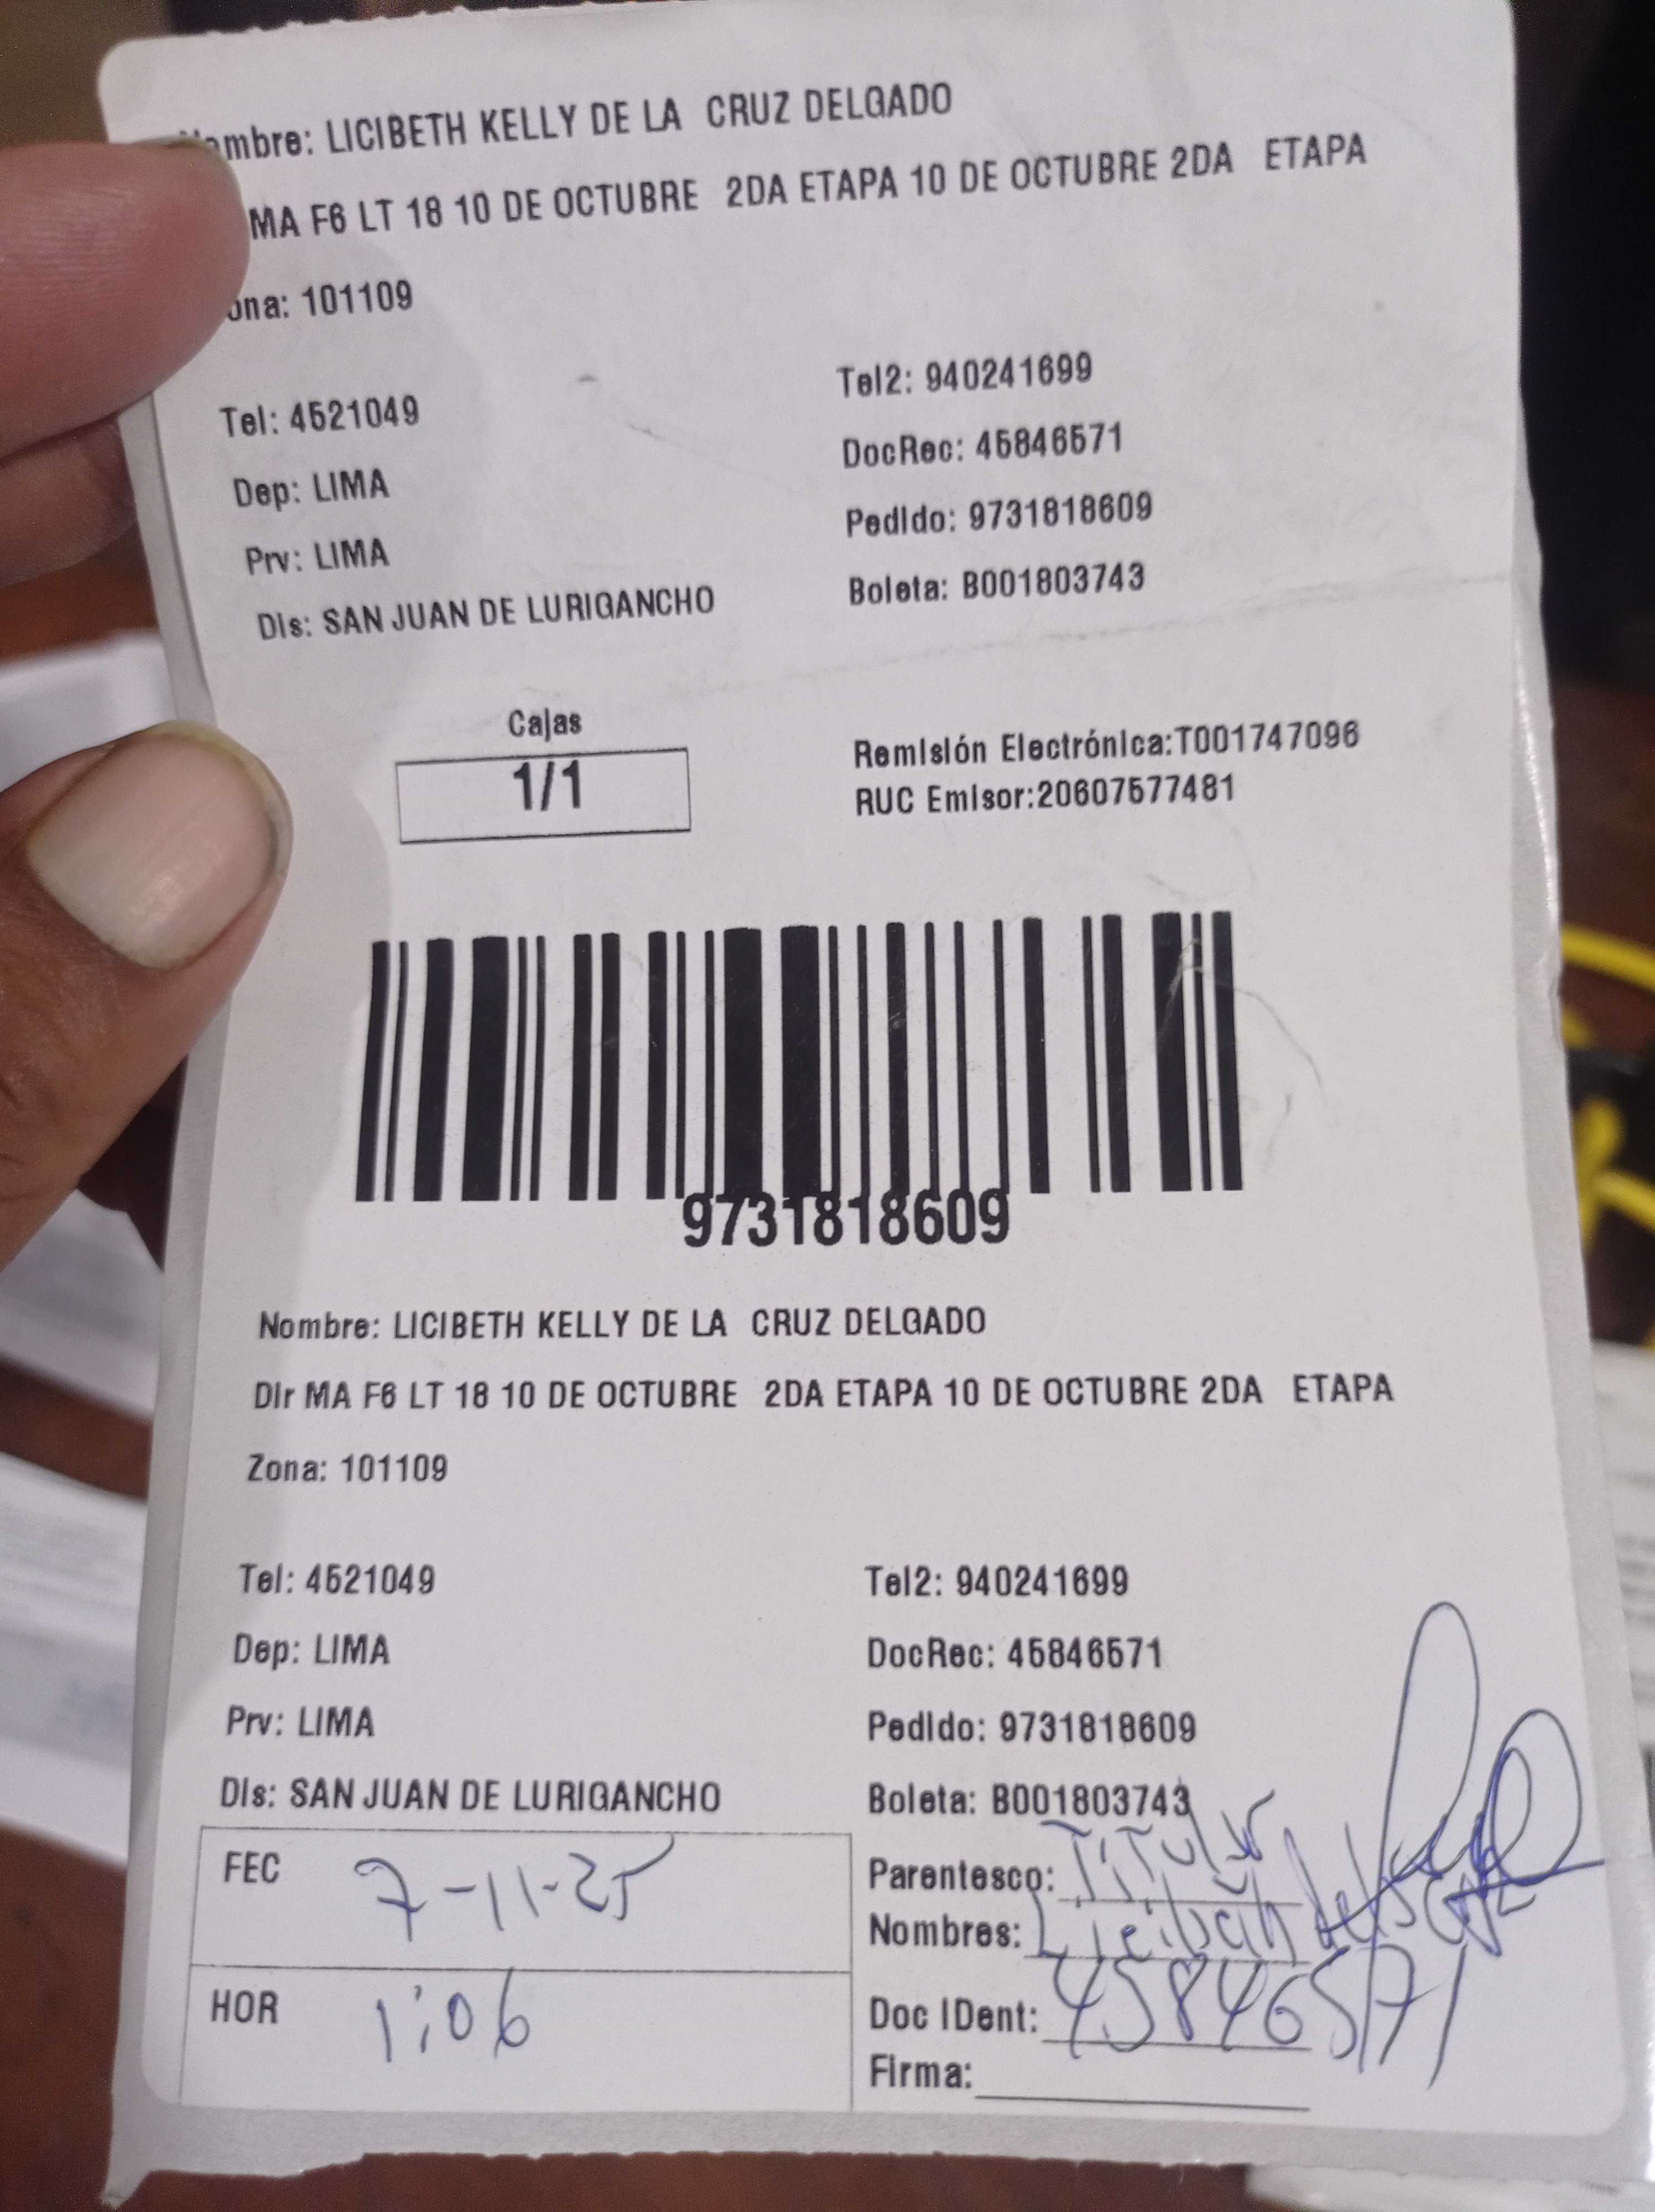 ombre: LICIBETH KELLY DE LA CRUZ DELGADO
MA F6 LT 18 10 DE OCTUBRE 2DA ETAPA 10 DE OCTUBRE 2DA ETAPA
ona: 101109
Tel: 4521049
Tel2: 940241699
Dep: LIMA
DocRec: 45846571
Prv: LIMA
Pedido: 9731818609
Dis: SAN JUAN DE LURIGANCHO
Boleta: B001803743
Cajas
1/1
Remisión Electrónica:T001747096
RUC Emisor:20607577481
9731818609
Nombre: LICIBETH KELLY DE LA CRUZ DELGADO
Dir MA F6 LT 18 10 DE OCTUBRE 2DA ETAPA 10 DE OCTUBRE 2DA ETAPA
Zona: 101109
Tel: 4521049
Tel2: 940241699
Dep: LIMA
DocRec: 45846571
Prv: LIMA
Pedido: 9731818609
Dis: SAN JUAN DE LURIGANCHO
Boleta: B001803743
FEC 7-11-25
HOR 1:06
Parentesco: Titular
Nombres:
Doc IDent: 45846571
Firma: